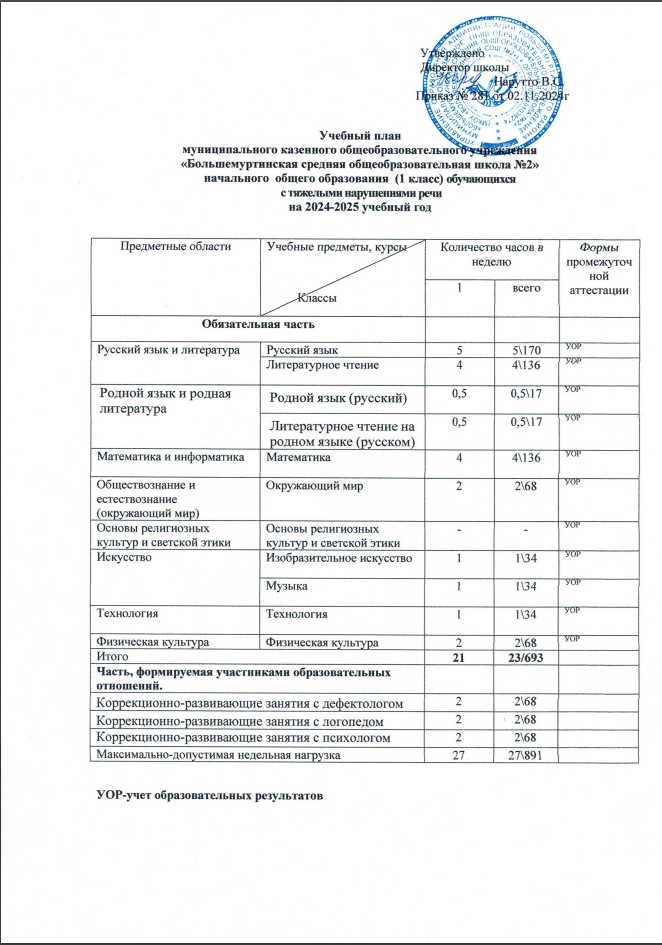 Утверждено
Директор школы
Нарутто В.С.
Приказ № 281 от 02.11.2024г
Учебный план
муниципального казенного общеобразовательного учреждения
«Большемуртинская средняя общеобразовательная школа №2»
начального общего образования (1 класс) обучающихся
с тяжелыми нарушениями речи
на 2024-2025 учебный год
Предметные области
Учебные предметы, курсы
Классы
Количество часов в
неделю
Формы
промежуточ
ной
аттестации
1 всего
Обязательная часть
Русский язык и литература Русский язык 5 5\170 УОР
Литературное чтение 4 4\136 УОР
Родной язык и родная
литература
Родной язык (русский) 0,5 0,5\17 УОР
Литературное чтение на
родном языке (русском)
0,5 0,5\17 УОР
Математика и информатика Математика 4 4\136 УОР
Обществознание и
естествознание
(окружающий мир)
Окружающий мир 2 2\68 УОР
Основы религиозных
культур и светской этики
Основы религиозных
культур и светской этики
- - УОР
Искусство Изобразительное искусство 1 1\34 УОР
Музыка 1 1\34 УОР
Технология Технология 1 1\34 УОР
Физическая культура Физическая культура 2 2\68 УОР
Итого 21 23/693
Часть, формируемая участниками образовательных
отношений.
Коррекционно-развивающие занятия с дефектологом 2 2\68
Коррекционно-развивающие занятия с логопедом 2 2\68
Коррекционно-развивающие занятия с психологом 2 2\68
Максимально-допустимая недельная нагрузка 27 27\891
УОР-учет образовательных результатов